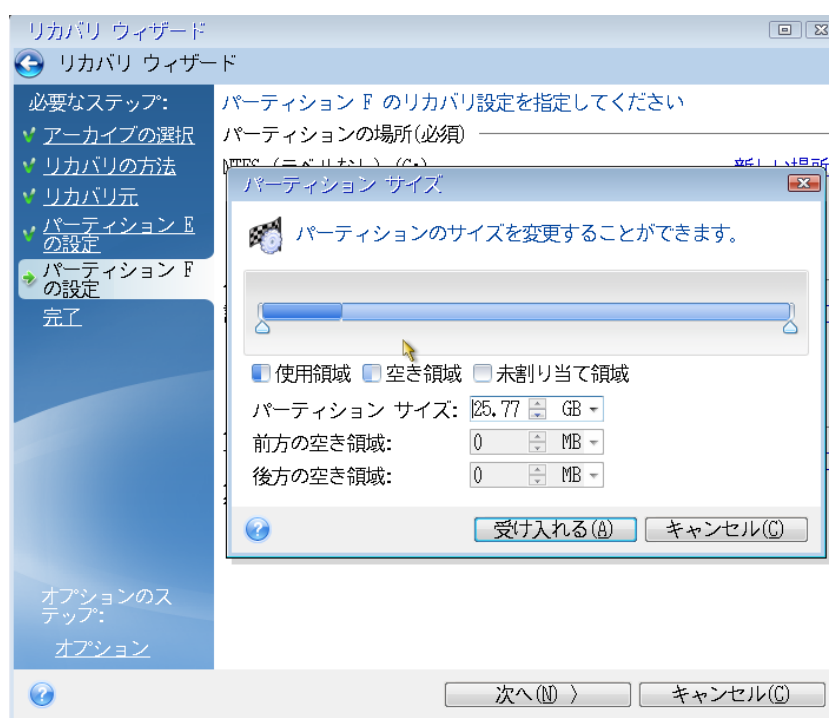 リカバリ ウィザード
リカバリ ウィザード
必要なステップ:
アーカイブの選択
リカバリの方法
リカバリ元
パーティション E
の設定
パーティション F
の設定
完了
オプションのス
テップ:
オプション
パーティション F のリカバリ設定を指定してください
パーティションの場所(必須)
パーティション サイズ
パーティションのサイズを変更することができます。
使用領域 空き領域 未割り当て領域
パーティション サイズ: 25.77 GB
前方の空き領域: 0 MB
後方の空き領域: 0 MB
受け入れる(A) キャンセル(C)
次へ(N) 〉 キャンセル(C)